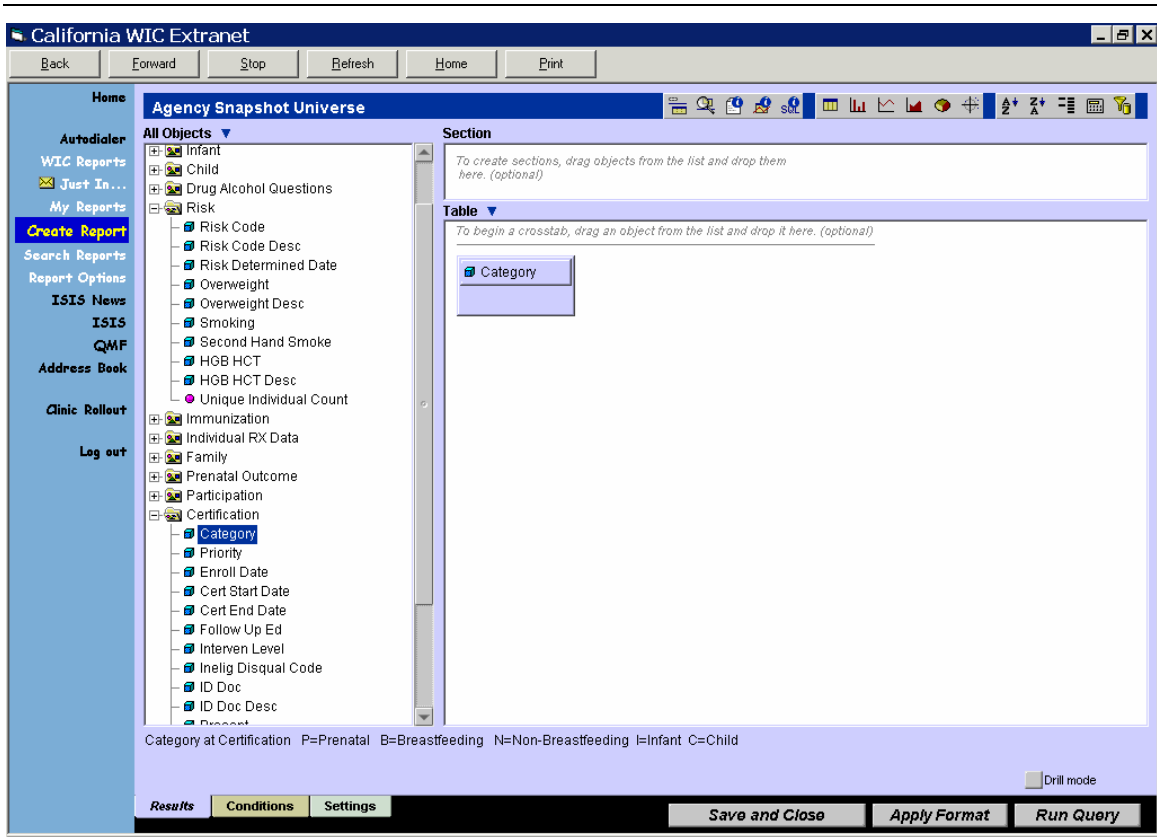 California WIC Extranet
Back Forward Stop Refresh Home Print
Home
Autodialer
WIC Reports
Just In...
My Reports
Create Report
Search Reports
Report Options
ISIS News
ISIS
QMF
Address Book
Clinic Rollout
Log out
Agency Snapshot Universe
All Objects
Infant
Child
Drug Alcohol Questions
Risk
Risk Code
Risk Code Desc
Risk Determined Date
Overweight
Overweight Desc
Smoking
Second Hand Smoke
HGB HCT
HGB HCT Desc
Unique Individual Count
Immunization
Individual RX Data
Family
Prenatal Outcome
Participation
Certification
Category
Priority
Enroll Date
Cert Start Date
Cert End Date
Follow Up Ed
Interven Level
Inelig Disqual Code
ID Doc
ID Doc Desc
Section
To create sections, drag objects from the list and drop them
here. (optional)
Table
To begin a crosstab, drag an object from the list and drop it here. (optional)
Category
Category at Certification P=Prenatal B=Breastfeeding N=Non-Breastfeeding I=Infant C=Child
Drill mode
Results Conditions Settings
Save and Close Apply Format Run Query